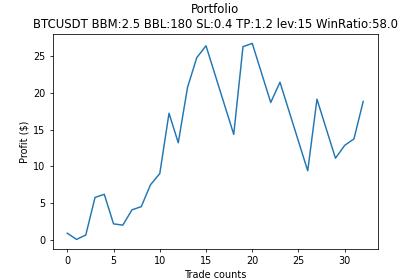 Portfolio
BTCUSDT BBM:2.5 BBL:180 SL:0.4 TP:1.2 lev:15 WinRatio:58.0
Profit ($)
25
20
15
10
5
0
0 5 10 15 20 25 30
Trade counts